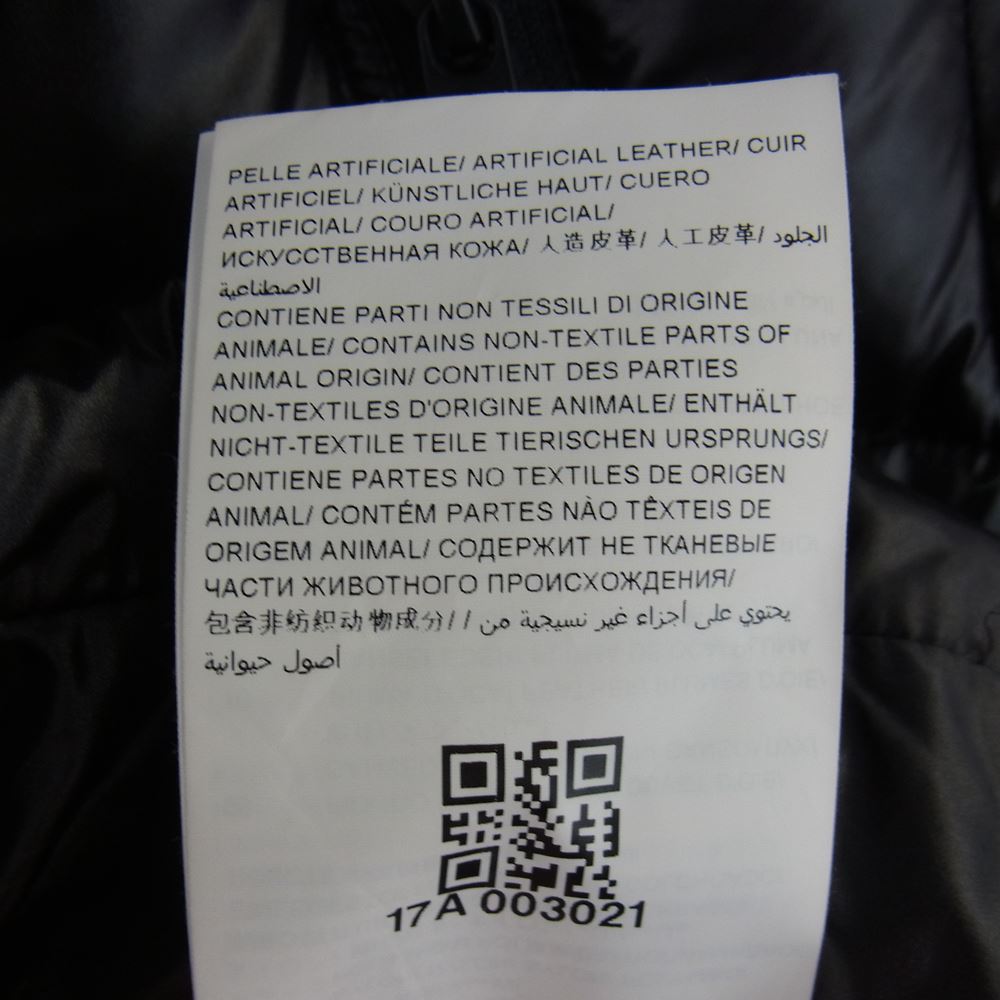 PELLE ARTIFICIALE/ ARTIFICIAL LEATHER/ CUIR
ARTIFICIEL/ KÜNSTLICHE HAUT/ CUERO
ARTIFICIAL/ COURO ARTIFICIAL/
ИСКУССТВЕННАЯ КОЖА/ 人造皮革/ 人工皮革/ الجلود
الاصطناعية
CONTIENE PARTI NON TESSILI DI ORIGINE
ANIMALE/ CONTAINS NON-TEXTILE PARTS OF
ANIMAL ORIGIN/ CONTIENT DES PARTIES
NON-TEXTILES D'ORIGINE ANIMALE/ ENTHÄLT
NICHT-TEXTILE TEILE TIERISCHEN URSPRUNGS/
CONTIENE PARTES NO TEXTILES DE ORIGEN
ANIMAL/ CONTÉM PARTES NÀO TÊXTEIS DE
ORIGEM ANIMAL/ СОДЕРЖИТ НЕ ТКАНЕВЫЕ
ЧАСТИ ЖИВОТНОГО ПРОИСХОЖДЕНИЯ/
包含非纺织动物成分/ / يحتوي على أجزاء غير نسيجية من
أصول حيوانية
17A 003021